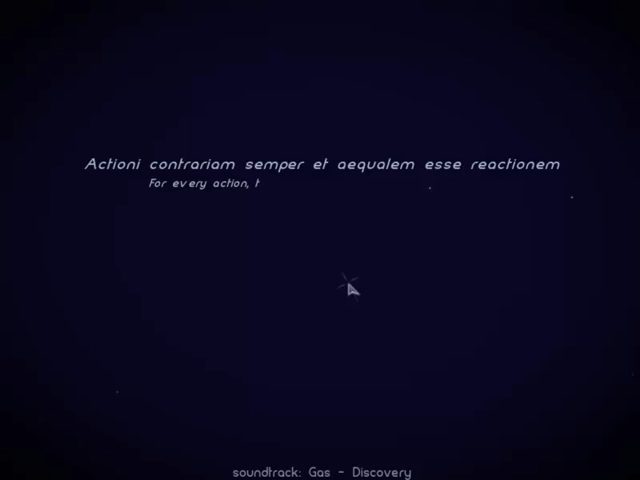 Actioni contrariam semper et aequalem esse reactionem
For every action, t
soundtrack: Gas - Discovery